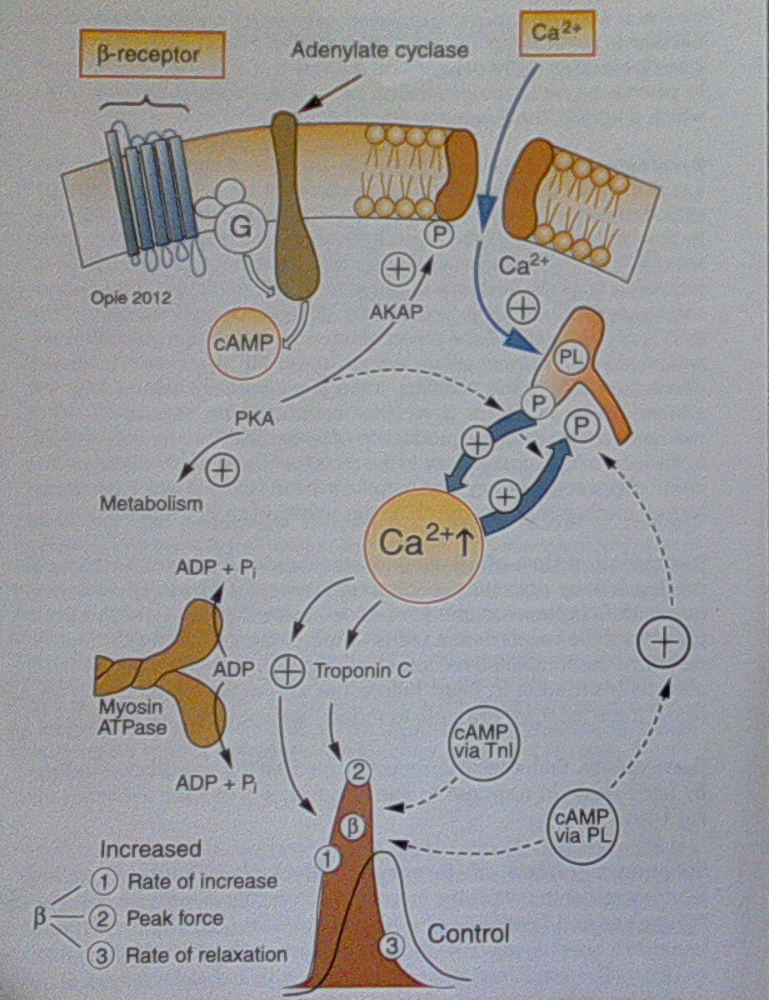 β-receptor
Adenylate cyclase
Ca²⁺
G
P
Ca²⁺
+
+
AKAP
Opie 2012
cAMP
PL
P
P
PKA
+
+
+
Metabolism
Ca²⁺↑
ADP + Pi
ADP
+
Troponin C
+
Myosin
ATPase
cAMP
via TnI
ADP + Pi
2
cAMP
via PL
β
1
Increased
β
1 Rate of increase
2 Peak force
3 Rate of relaxation
3
Control